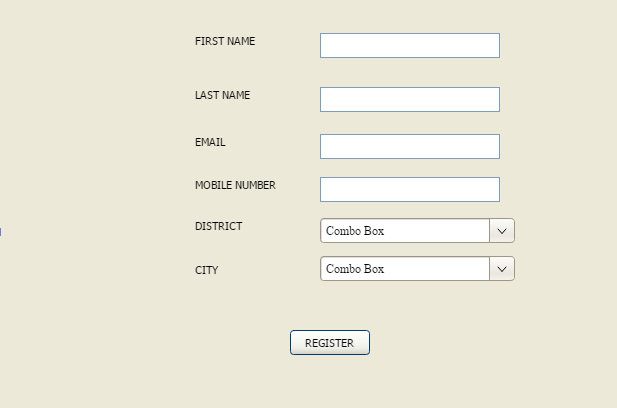 FIRST NAME
LAST NAME
EMAIL
MOBILE NUMBER
DISTRICT Combo Box
CITY Combo Box
REGISTER